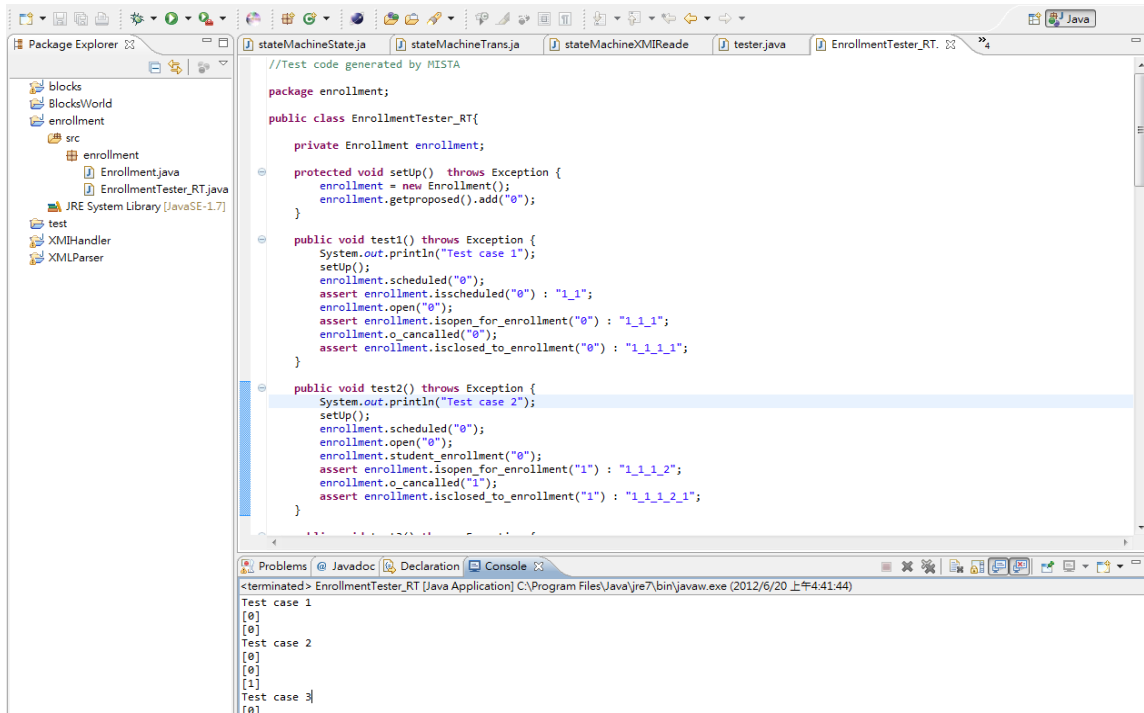 Java
Package Explorer
stateMachineState.ja
stateMachineTrans.ja
stateMachineXMIReade
tester.java
EnrollmentTester_RT.
»4
blocks
BlocksWorld
enrollment
src
enrollment
Enrollment.java
EnrollmentTester_RT.java
JRE System Library [JavaSE-1.7]
test
XMIHandler
XMLParser
//Test code generated by MISTA
package enrollment;
public class EnrollmentTester_RT{
private Enrollment enrollment;
protected void setUp()  throws Exception {
enrollment = new Enrollment();
enrollment.getproposed().add("0");
}
public void test1() throws Exception {
System.out.println("Test case 1");
setUp();
enrollment.scheduled("0");
assert enrollment.isscheduled("0") : "1_1";
enrollment.open("0");
assert enrollment.isopen_for_enrollment("0") : "1_1_1";
enrollment.o_cancalled("0");
assert enrollment.isclosed_to_enrollment("0") : "1_1_1_1";
}
public void test2() throws Exception {
System.out.println("Test case 2");
setUp();
enrollment.scheduled("0");
enrollment.open("0");
enrollment.student_enrollment("0");
assert enrollment.isopen_for_enrollment("1") : "1_1_1_2";
enrollment.o_cancalled("1");
assert enrollment.isclosed_to_enrollment("1") : "1_1_1_2_1";
}
Problems
@ Javadoc
Declaration
Console
<terminated> EnrollmentTester_RT [Java Application] C:\Program Files\Java\jre7\bin\javaw.exe (2012/6/20 上午4:41:44)
Test case 1
[0]
[0]
Test case 2
[0]
[0]
[1]
Test case 3
[0]